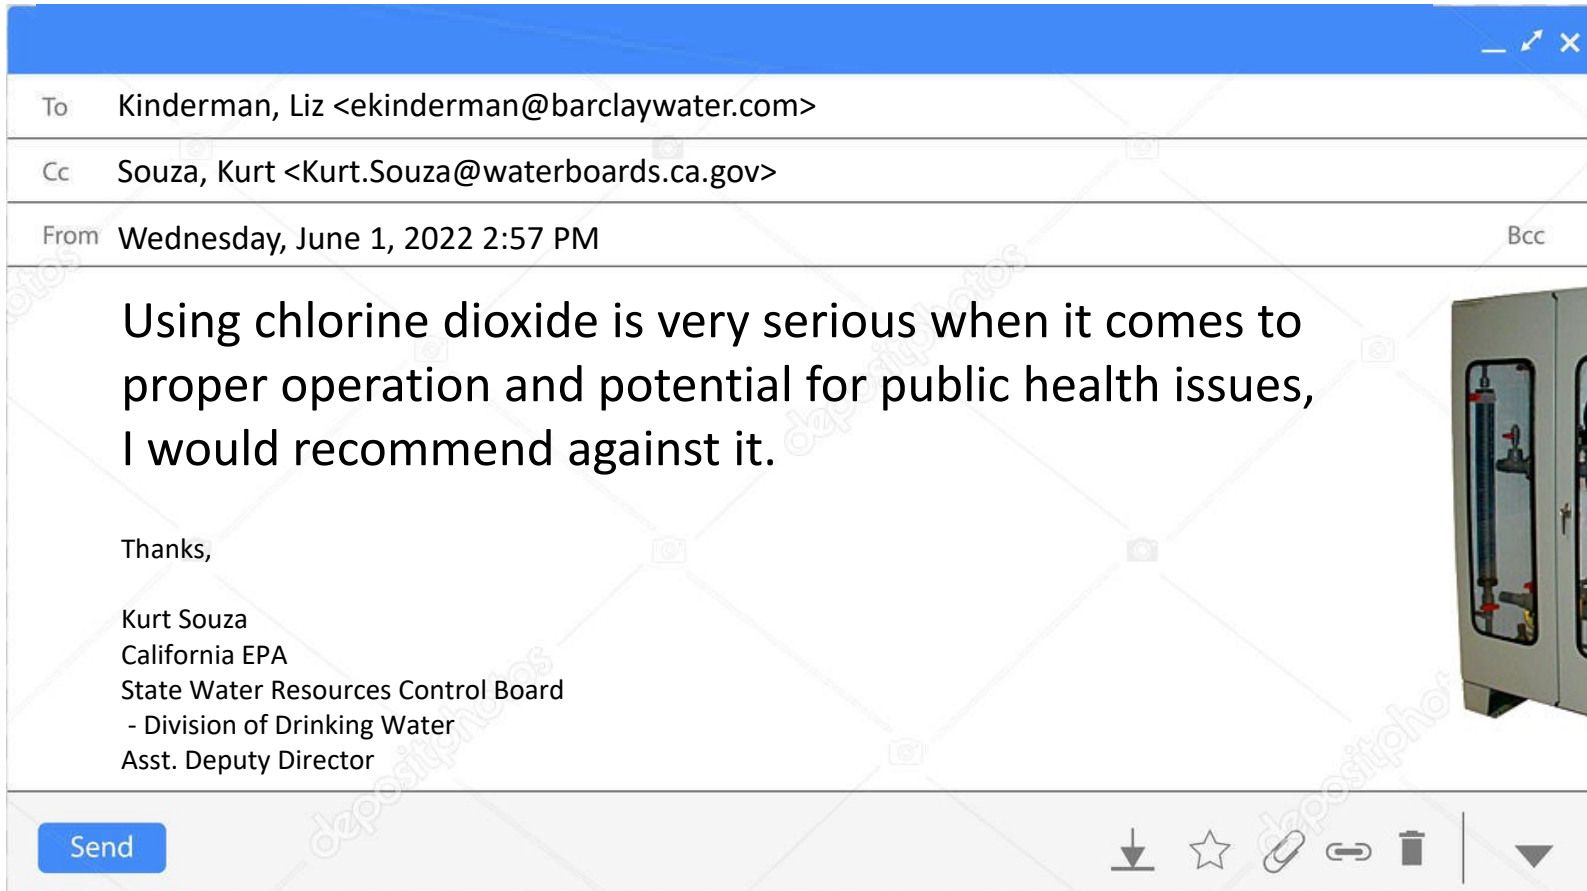 To Kinderman, Liz <ekinderman@barclaywater.com>
Cc Souza, Kurt <Kurt.Souza@waterboards.ca.gov>
From Wednesday, June 1, 2022 2:57 PM Bcc
Using chlorine dioxide is very serious when it comes to
proper operation and potential for public health issues,
I would recommend against it.
Thanks,
Kurt Souza
California EPA
State Water Resources Control Board
- Division of Drinking Water
Asst. Deputy Director
Send
depositphotos